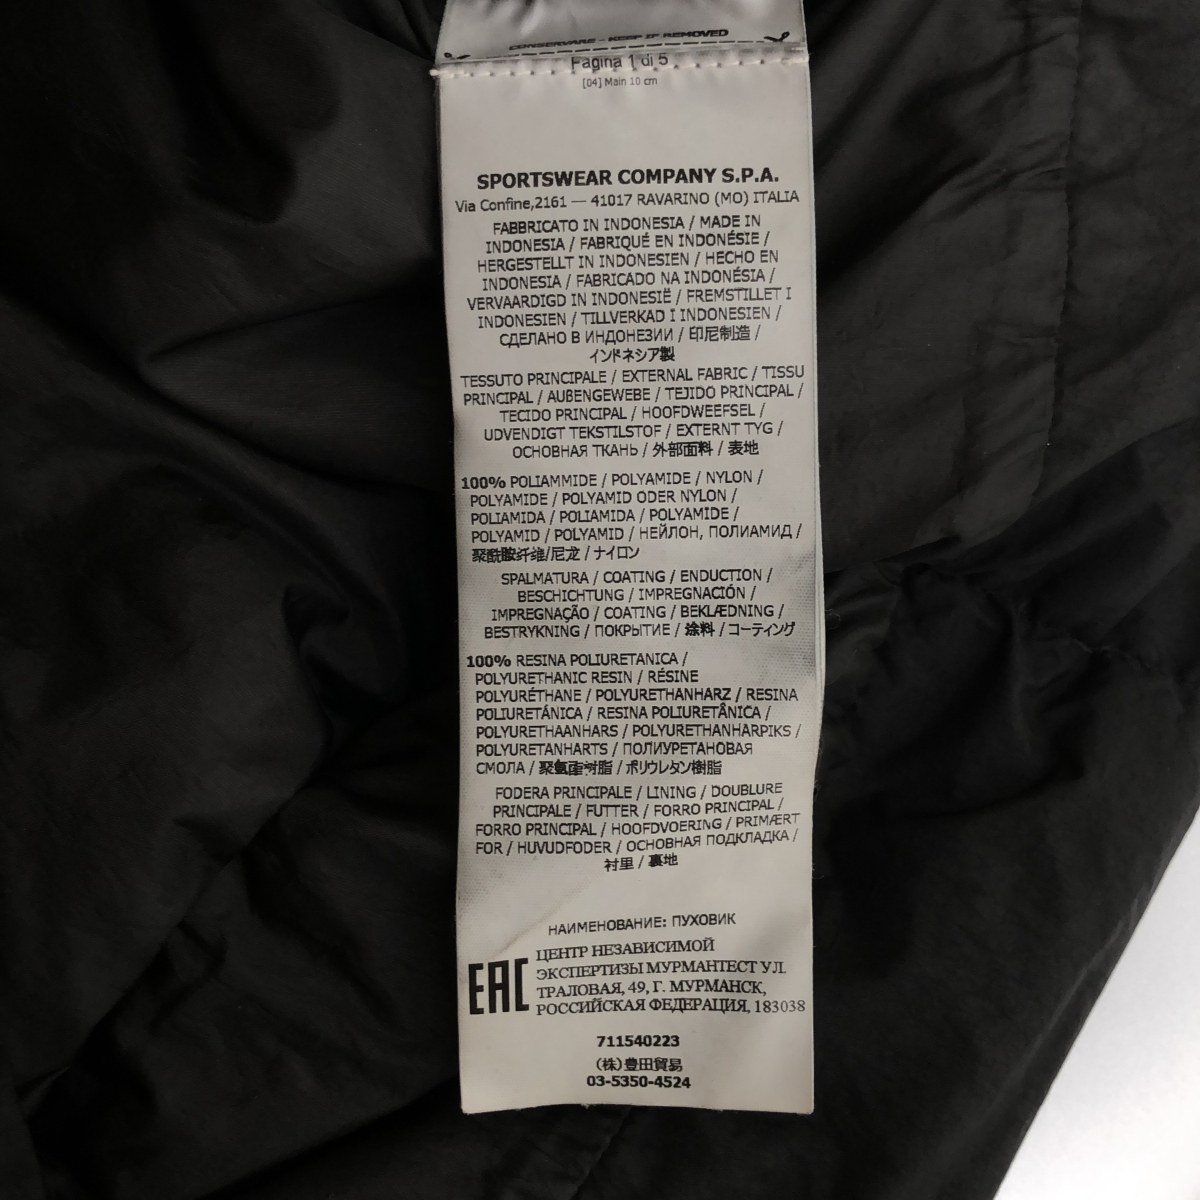 CONSERVARE - KEEP IF REMOVED
Pagina 1 di 5
[04] Main 10 cm
SPORTSWEAR COMPANY S.P.A.
Via Confine,2161 — 41017 RAVARINO (MO) ITALIA
FABBRICATO IN INDONESIA / MADE IN
INDONESIA / FABRIQUÉ EN INDONÉSIE /
HERGESTELLT IN INDONESIEN / HECHO EN
INDONESIA / FABRICADO NA INDONÉSIA /
VERVAARDIGD IN INDONESIË / FREMSTILLET I
INDONESIEN / TILLVERKAD I INDONESIEN /
СДЕЛАНО В ИНДОНЕЗИИ / 印尼制造 /
インドネシア製
TESSUTO PRINCIPALE / EXTERNAL FABRIC / TISSU
PRINCIPAL / AUßENGEWEBE / TEJIDO PRINCIPAL /
TECIDO PRINCIPAL / HOOFDWEEFSEL /
UDVENDIGT TEKSTILSTOF / EXTERNT TYG /
ОСНОВНАЯ ТКАНЬ / 外部面料 / 表地
100% POLIAMMIDE / POLYAMIDE / NYLON /
POLYAMIDE / POLYAMID ODER NYLON /
POLIAMIDA / POLIAMIDA / POLYAMIDE /
POLYAMID / POLYAMID / НЕЙЛОН, ПОЛИАМИД /
聚酰胺纤维/尼龙 / ナイロン
SPALMATURA / COATING / ENDUCTION /
BESCHICHTUNG / IMPREGNACIÓN /
IMPREGNAÇÃO / COATING / BEKLÆDNING /
BESTRYKNING / ПОКРЫТИЕ / 涂料 / コーティング
100% RESINA POLIURETANICA /
POLYURETHANIC RESIN / RÉSINE
POLYURÉTHANE / POLYURETHANHARZ / RESINA
POLIURETÁNICA / RESINA POLIURETÂNICA /
POLYURETHAANHARS / POLYURETHANHARPIKS /
POLYURETANHARTS / ПОЛИУРЕТАНОВАЯ
СМОЛА / 聚氨酯树脂 / ポリウレタン樹脂
FODERA PRINCIPALE / LINING / DOUBLURE
PRINCIPALE / FUTTER / FORRO PRINCIPAL /
FORRO PRINCIPAL / HOOFDVOERING / PRIMÆRT
FOR / HUVUDFODER / ОСНОВНАЯ ПОДКЛАДКА /
衬里 / 裏地
НАИМЕНОВАНИЕ: ПУХОВИК
EAC ЦЕНТР НЕЗАВИСИМОЙ
ЭКСПЕРТИЗЫ МУРМАНТЕСТ УЛ.
ТРАЛОВАЯ, 49, Г. МУРМАНСК,
РОССИЙСКАЯ ФЕДЕРАЦИЯ, 183038
711540223
(株)豊田貿易
03-5350-4524